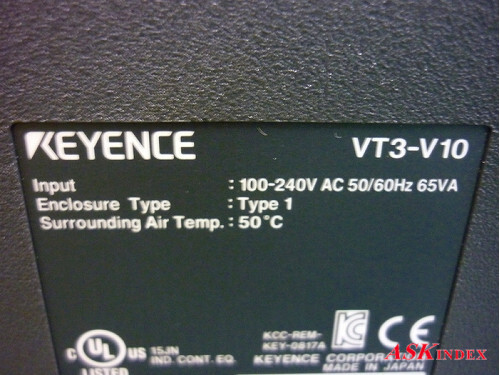 KEYENCE VT3-V10
Input : 100-240V AC 50/60Hz 65VA
Enclosure Type : Type 1
Surrounding Air Temp. : 50°C
C UL US LISTED
15JN
IND. CONT. EQ.
KCC-REM-
KEY-0817A
KC CE
KEYENCE CORPORATION
MADE IN JAPAN
ASKINDEX